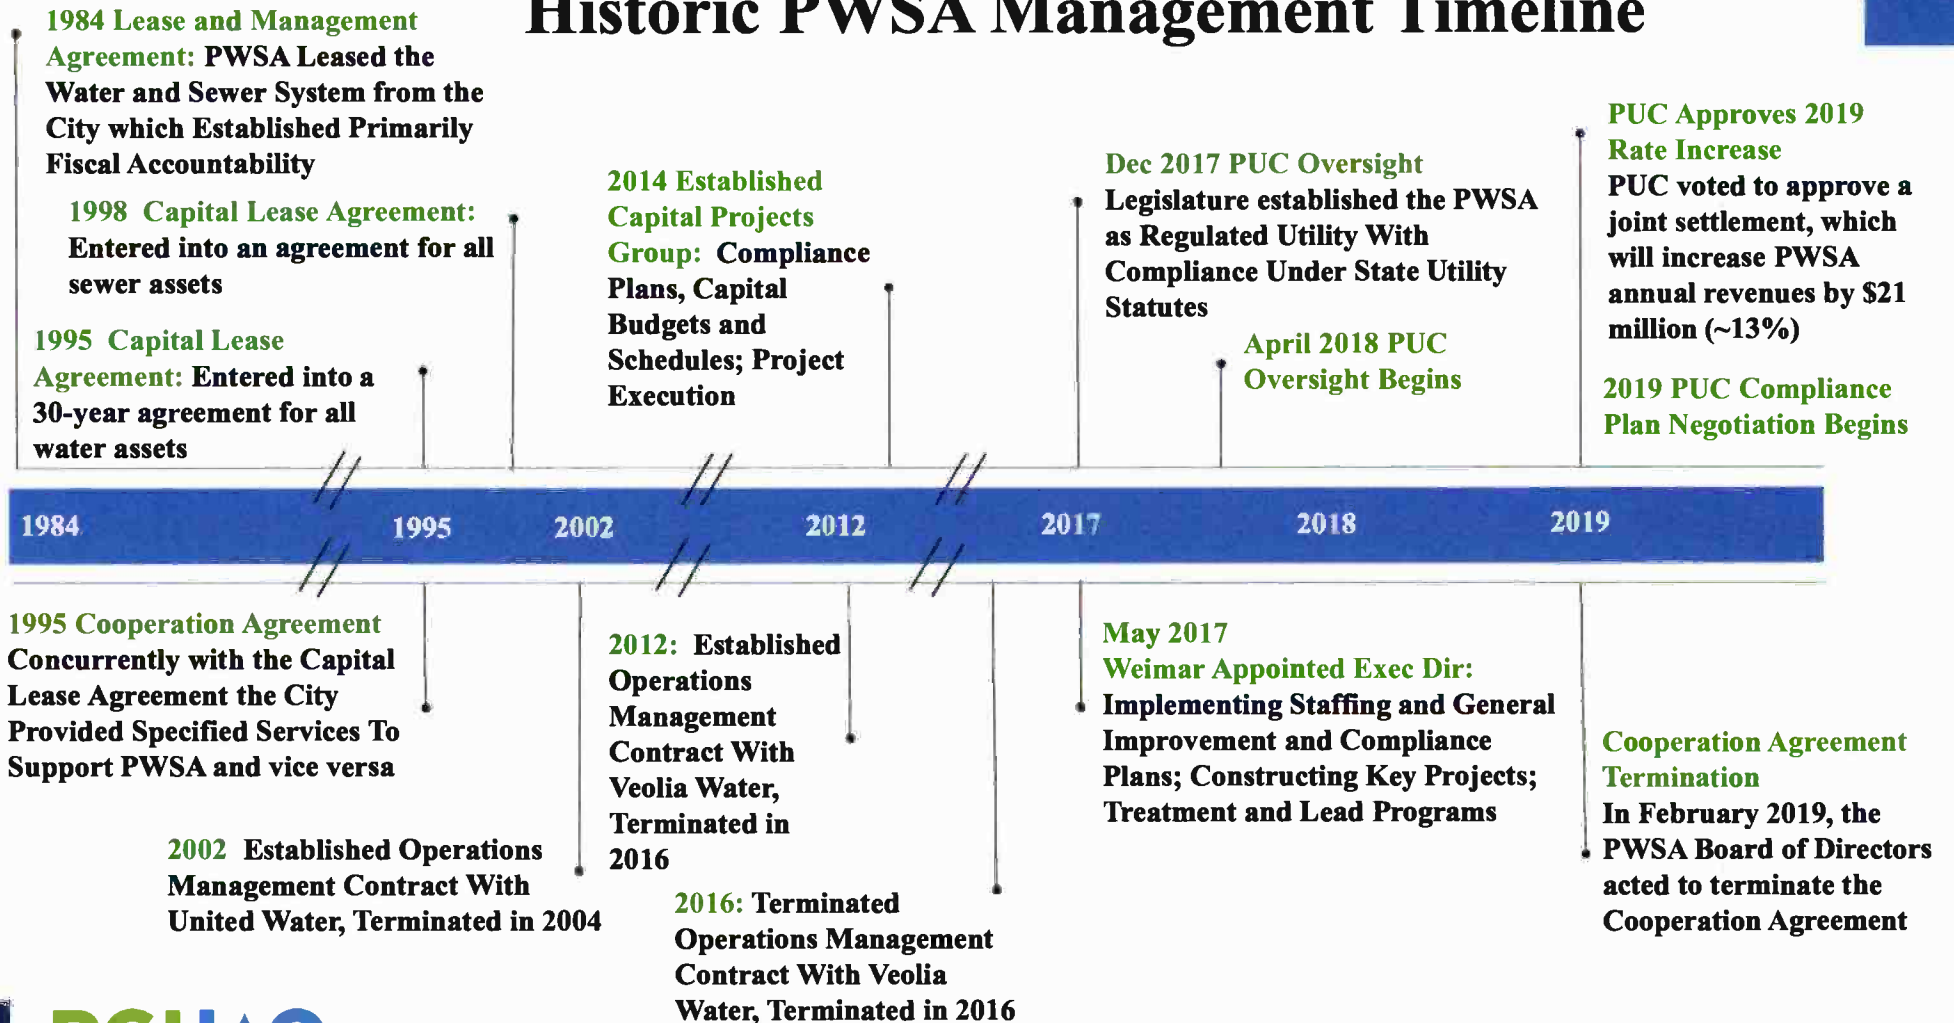 Historic PWSA Management Timeline
1984 Lease and Management
Agreement: PWSA Leased the
Water and Sewer System from the
City which Established Primarily
Fiscal Accountability
1998 Capital Lease Agreement:
Entered into an agreement for all
sewer assets
1995 Capital Lease
Agreement: Entered into a
30-year agreement for all
water assets
2014 Established
Capital Projects
Group: Compliance
Plans, Capital
Budgets and
Schedules; Project
Execution
Dec 2017 PUC Oversight
Legislature established the PWSA
as Regulated Utility With
Compliance Under State Utility
Statutes
April 2018 PUC
Oversight Begins
PUC Approves 2019
Rate Increase
PUC voted to approve a
joint settlement, which
will increase PWSA
annual revenues by $21
million (~13%)
2019 PUC Compliance
Plan Negotiation Begins
1984 1995 2002 2012 2017 2018 2019
1995 Cooperation Agreement
Concurrently with the Capital
Lease Agreement the City
Provided Specified Services To
Support PWSA and vice versa
2002 Established Operations
Management Contract With
United Water, Terminated in 2004
2012: Established
Operations
Management
Contract With
Veolia Water,
Terminated in
2016
2016: Terminated
Operations Management
Contract With Veolia
Water, Terminated in 2016
May 2017
Weimar Appointed Exec Dir:
Implementing Staffing and General
Improvement and Compliance
Plans; Constructing Key Projects;
Treatment and Lead Programs
Cooperation Agreement
Termination
In February 2019, the
PWSA Board of Directors
acted to terminate the
Cooperation Agreement